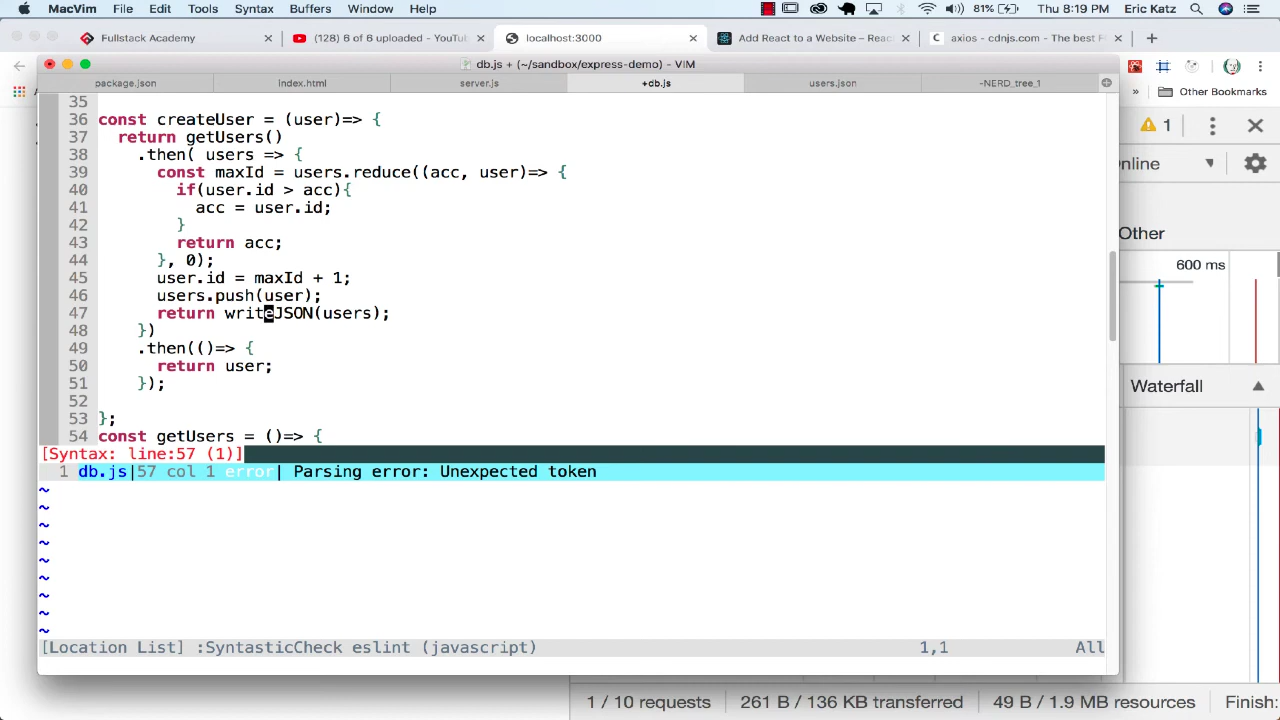 MacVim File Edit Tools Syntax Buffers Window Help 81% Thu 8:19 PM Eric Katz
Fullstack Academy × (128) 6 of 6 uploaded - YouTu × localhost:3000 × Add React to a Website – Reac × axios - cdnjs.com - The best F × +
db.js + (~/sandbox/express-demo) - VIM
package.json index.html server.js +db.js users.json -NERD_tree_1
» Other Bookmarks
35
36 const createUser = (user)=> {
37 return getUsers()
38 .then( users => {
39 const maxId = users.reduce((acc, user)=> {
40 if(user.id > acc){
41 acc = user.id;
42 }
43 return acc;
44 }, 0);
45 user.id = maxId + 1;
46 users.push(user);
47 return writeJSON(users);
48 })
49 .then(()=> {
50 return user;
51 });
52
53 };
54 const getUsers = ()=> {
[Syntax: line:57 (1)]
1 db.js|57 col 1 error| Parsing error: Unexpected token
~
~
~
~
~
~
~
~
~
[Location List] :SyntasticCheck eslint (javascript) 1,1 All
1
nline
Other
600 ms
Waterfall
1 / 10 requests 261 B / 136 KB transferred 49 B / 1.9 MB resources Finish: